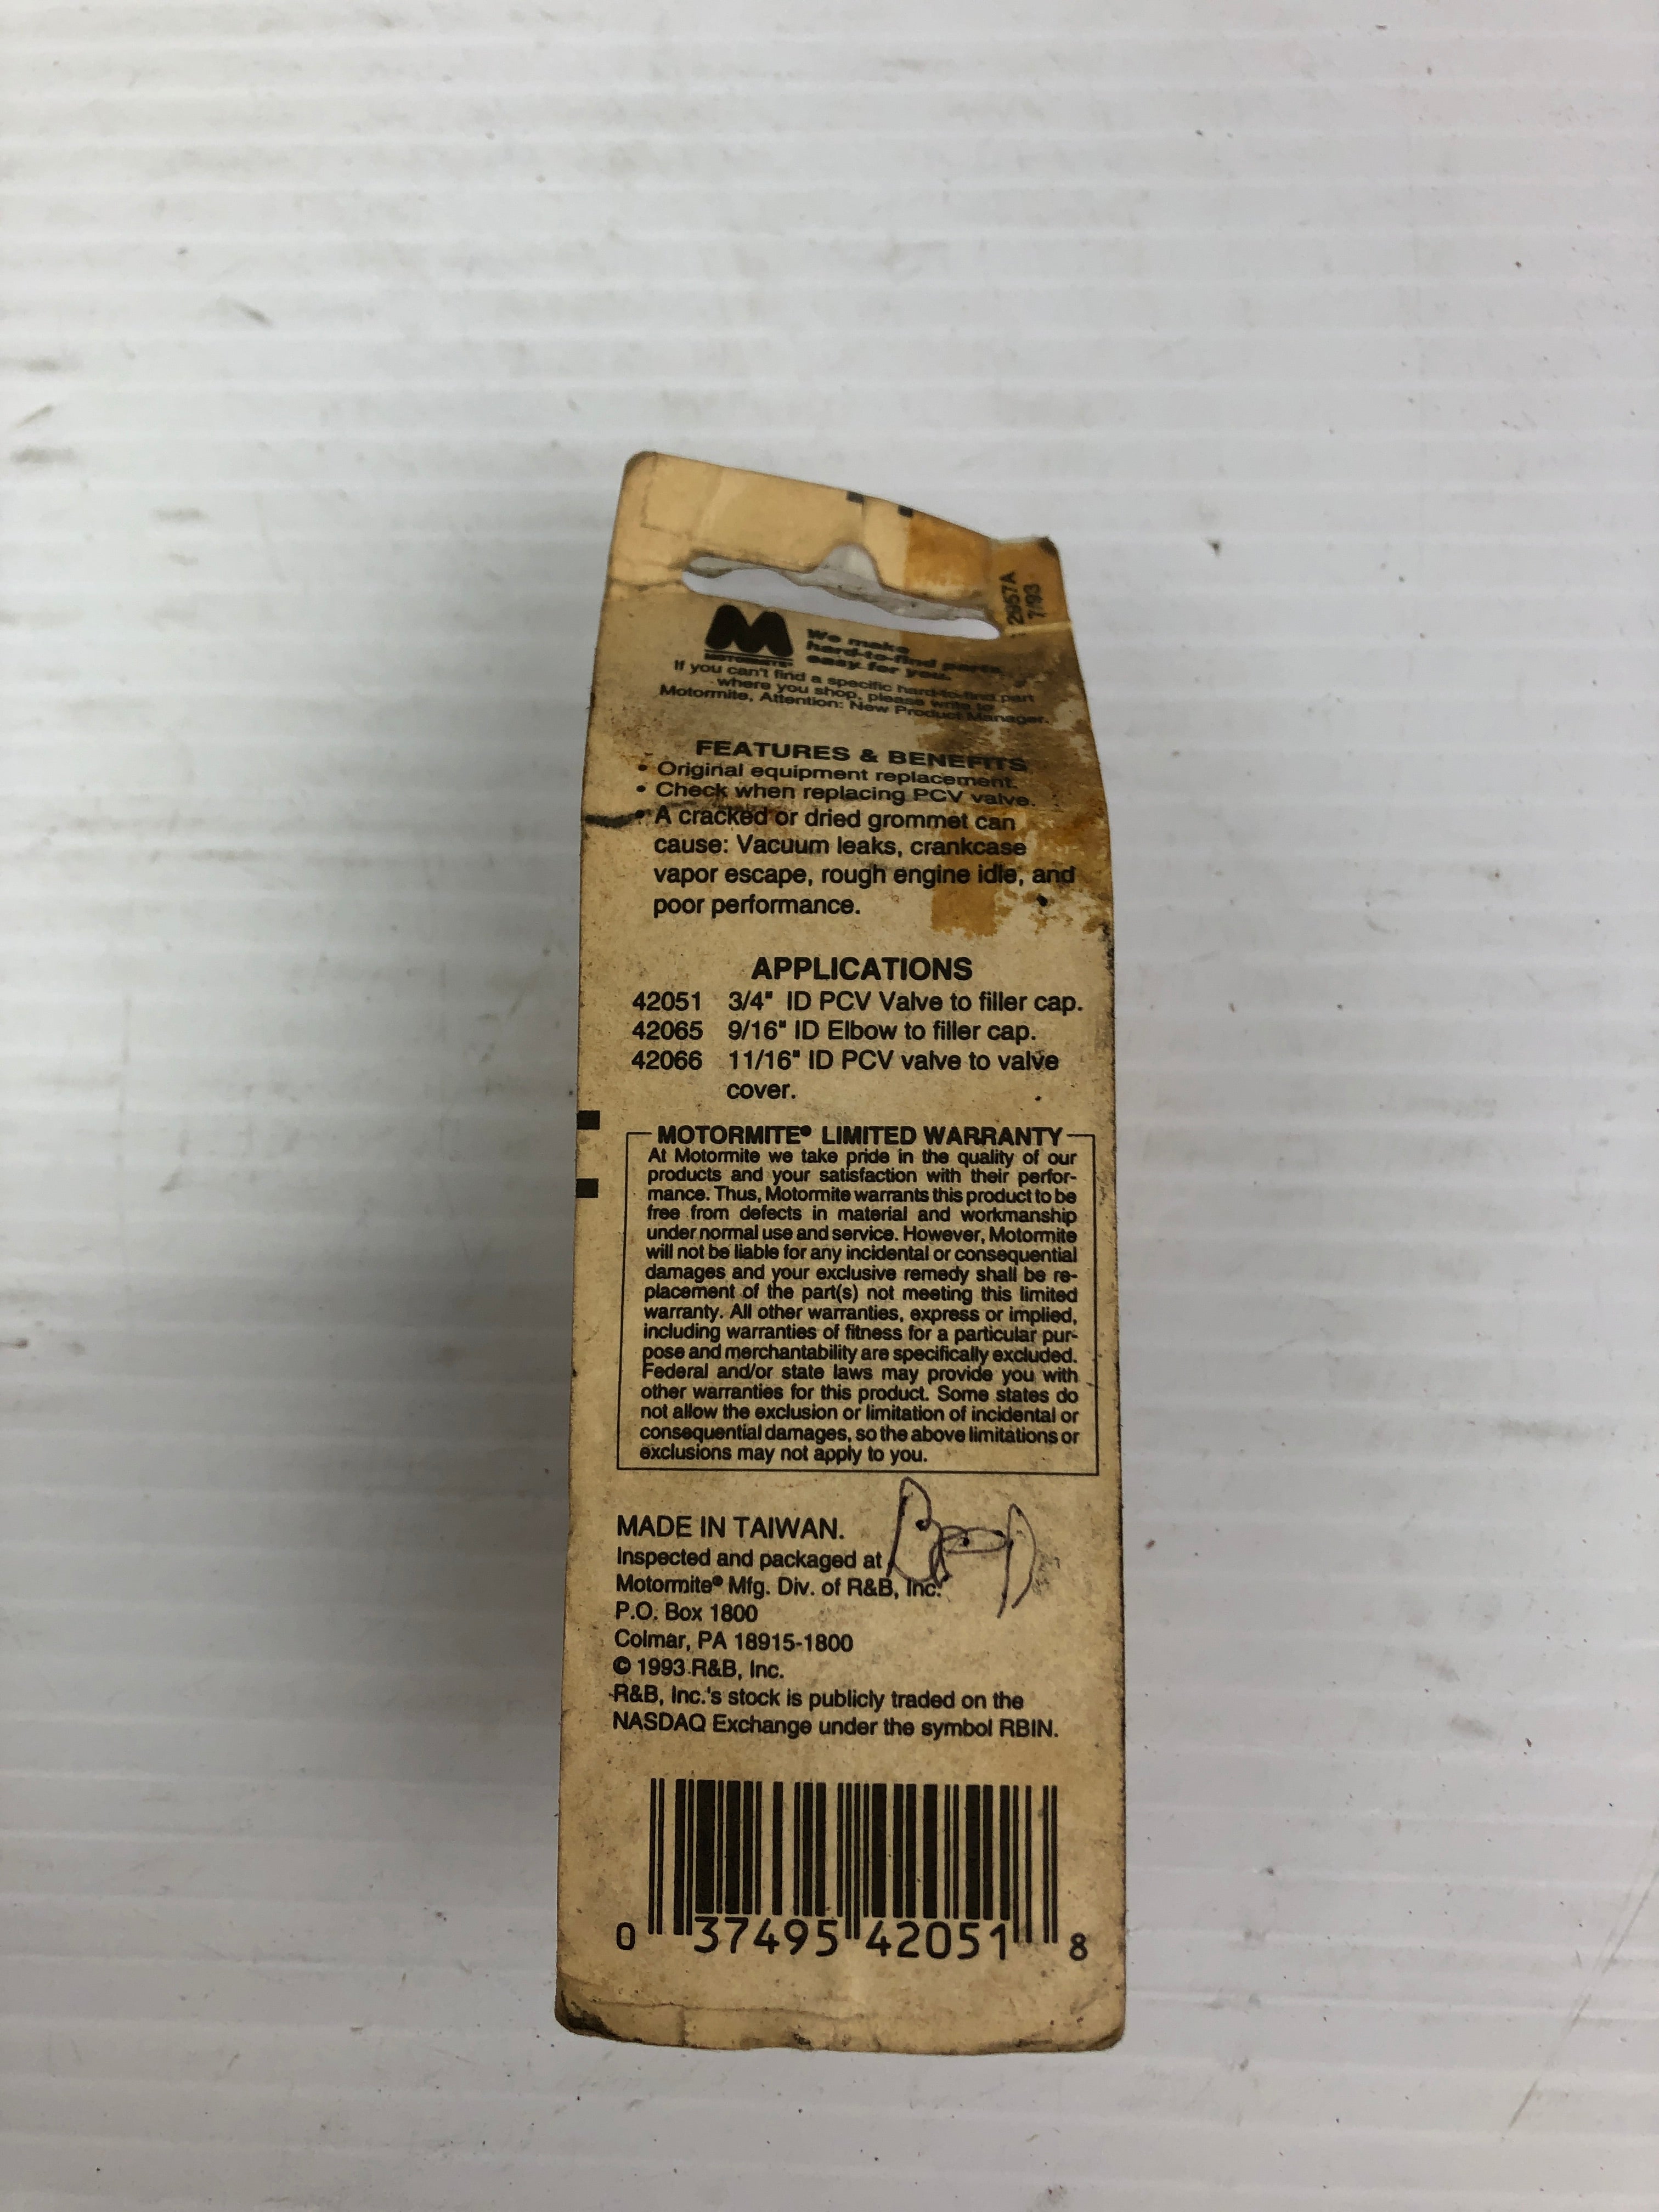 2957A
7/93
MOTORMITE®
We make
hard-to-find parts
easy for you.
If you can't find a specific hard-to-find part
where you shop, please write to
Motormite, Attention: New Product Manager.
FEATURES & BENEFITS
• Original equipment replacement.
• Check when replacing PCV valve.
• A cracked or dried grommet can
cause: Vacuum leaks, crankcase
vapor escape, rough engine idle, and
poor performance.
APPLICATIONS
42051 3/4" ID PCV Valve to filler cap.
42065 9/16" ID Elbow to filler cap.
42066 11/16" ID PCV valve to valve
cover.
MOTORMITE® LIMITED WARRANTY
At Motormite we take pride in the quality of our
products and your satisfaction with their perfor-
mance. Thus, Motormite warrants this product to be
free from defects in material and workmanship
under normal use and service. However, Motormite
will not be liable for any incidental or consequential
damages and your exclusive remedy shall be re-
placement of the part(s) not meeting this limited
warranty. All other warranties, express or implied,
including warranties of fitness for a particular pur-
pose and merchantability are specifically excluded.
Federal and/or state laws may provide you with
other warranties for this product. Some states do
not allow the exclusion or limitation of incidental or
consequential damages, so the above limitations or
exclusions may not apply to you.
MADE IN TAIWAN.
Inspected and packaged at
Motormite® Mfg. Div. of R&B, Inc.
P.O. Box 1800
Colmar, PA 18915-1800
© 1993 R&B, Inc.
R&B, Inc.'s stock is publicly traded on the
NASDAQ Exchange under the symbol RBIN.
0 37495 42051 8